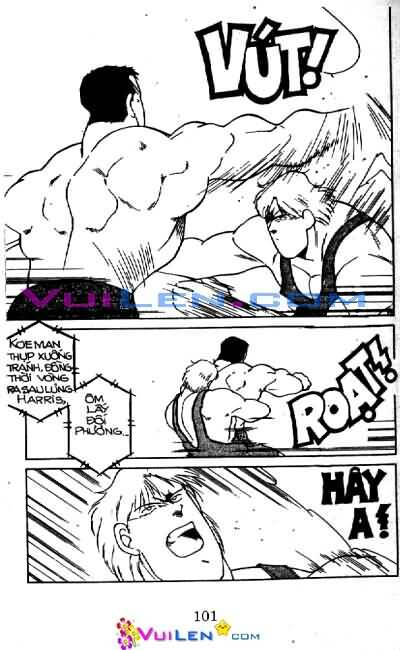 VÚT!
VUILEN.COM
KOEMAN
THỤP XUỐNG
TRÁNH, ĐỒNG
THỜI VÒNG
RA SAU LƯNG
HARRIS,
ÔM
LẤY
ĐỐI
PHƯƠNG...
ROẠT!
HÂY
A!
101
VUILEN.COM